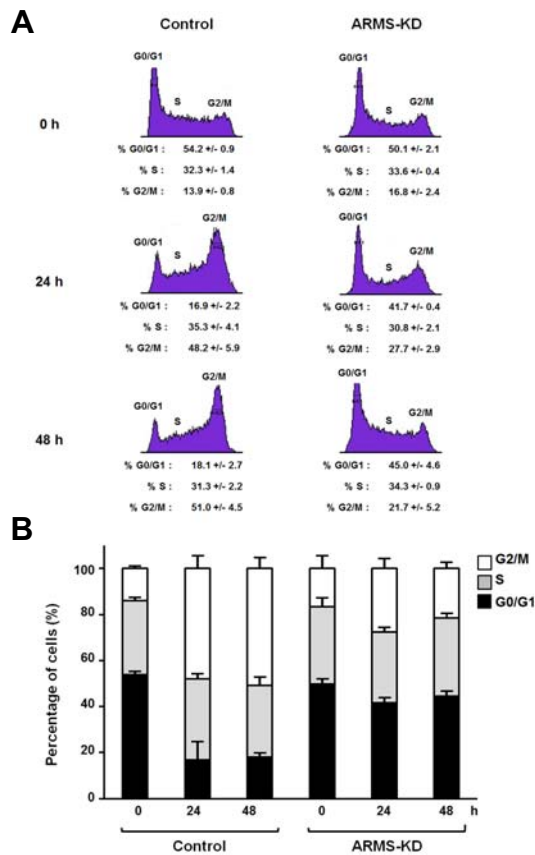 A
Control
ARMS-KD
0 h
G0/G1
S
G2/M
% G0/G1 : 54.2 +/- 0.9
% S : 32.3 +/- 1.4
% G2/M : 13.9 +/- 0.8
G0/G1
S
G2/M
% G0/G1 : 50.1 +/- 2.1
% S : 33.6 +/- 0.4
% G2/M : 16.8 +/- 2.4
24 h
G0/G1
S
G2/M
% G0/G1 : 16.9 +/- 2.2
% S : 35.3 +/- 4.1
% G2/M : 48.2 +/- 5.9
G0/G1
S
G2/M
% G0/G1 : 41.7 +/- 0.4
% S : 30.8 +/- 2.1
% G2/M : 27.7 +/- 2.9
48 h
G0/G1
S
G2/M
% G0/G1 : 18.1 +/- 2.7
% S : 31.3 +/- 2.2
% G2/M : 51.0 +/- 4.5
G0/G1
S
G2/M
% G0/G1 : 45.0 +/- 4.6
% S : 34.3 +/- 0.9
% G2/M : 21.7 +/- 5.2
B
Percentage of cells (%)
100
80
60
40
20
0
G2/M
S
G0/G1
0 24 48 0 24 48 h
Control ARMS-KD